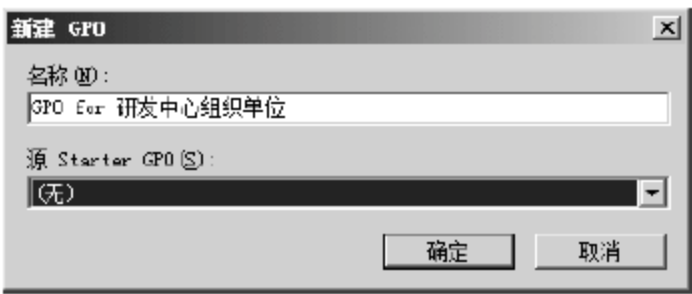 新建 GPO
名称(N):
GPO for 研发中心组织单位
源 Starter GPO(S):
(无)
确定
取消